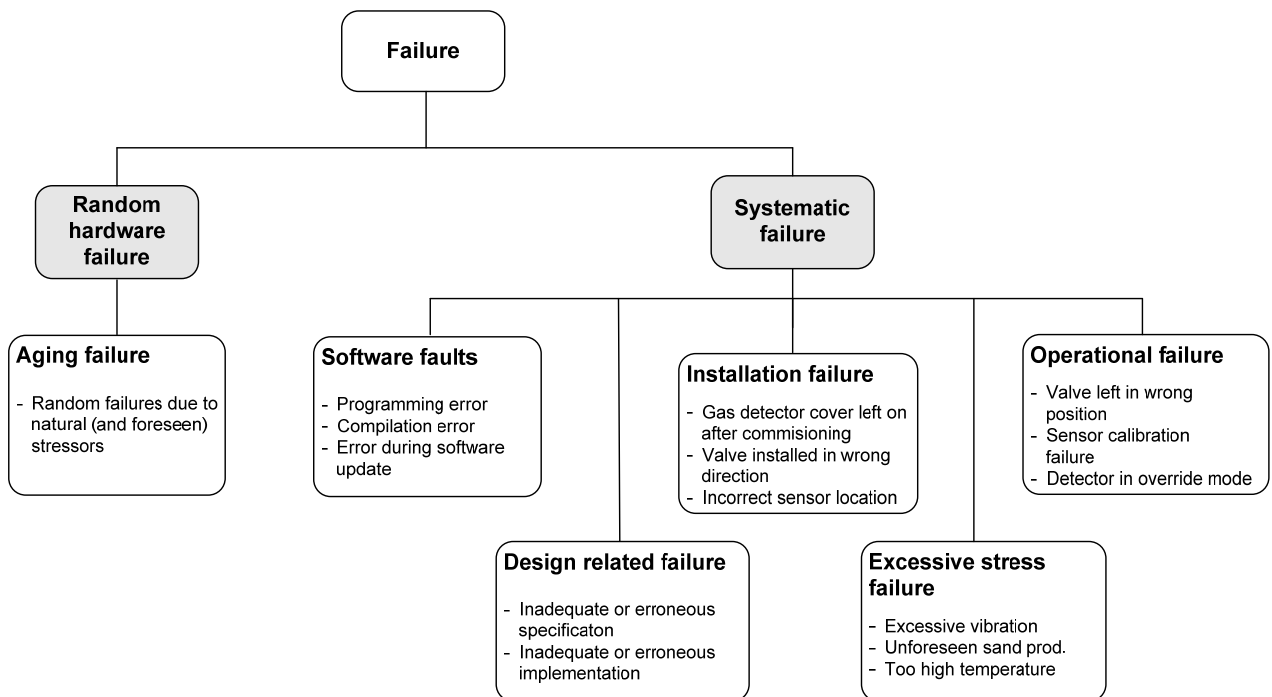 Failure
Random
hardware
failure
Systematic
failure
Aging failure
- Random failures due to
natural (and foreseen)
stressors
Software faults
- Programming error
- Compilation error
- Error during software
update
Installation failure
- Gas detector cover left on
after commisioning
- Valve installed in wrong
direction
- Incorrect sensor location
Operational failure
- Valve left in wrong
position
- Sensor calibration
failure
- Detector in override mode
Design related failure
- Inadequate or erroneous
specificaton
- Inadequate or erroneous
implementation
Excessive stress
failure
- Excessive vibration
- Unforeseen sand prod.
- Too high temperature